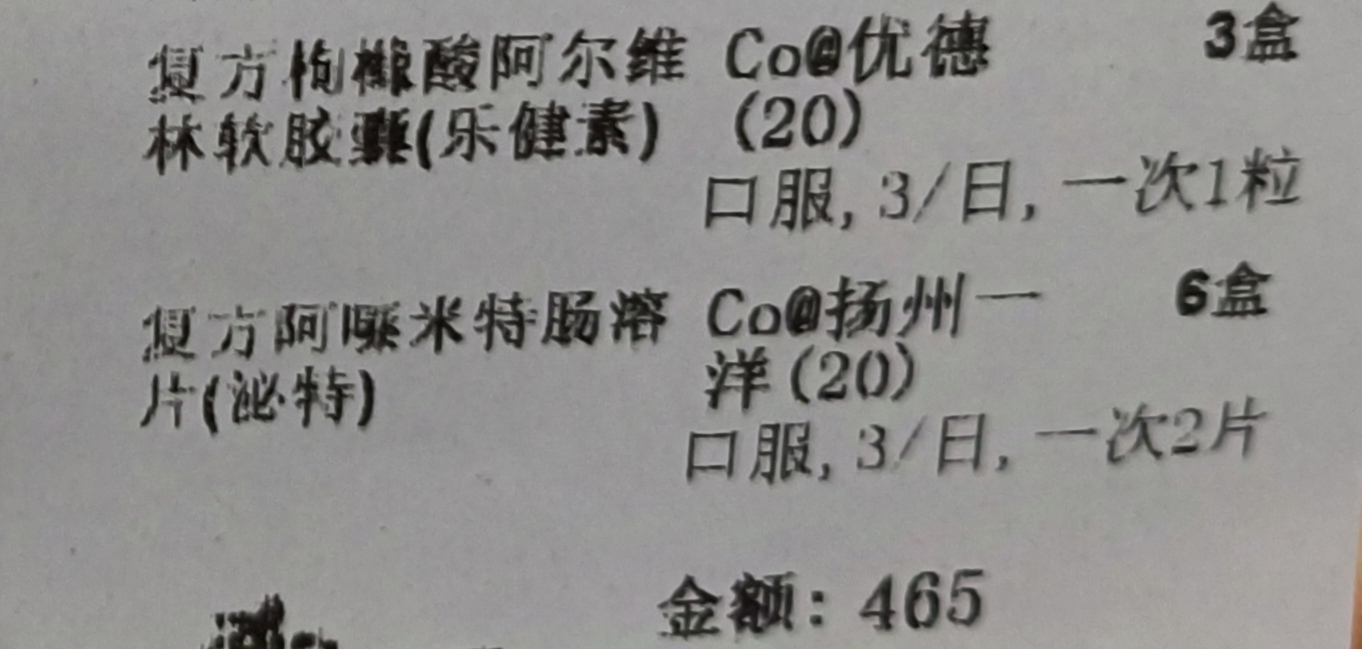 复方枸橼酸阿尔维 Co@优德 3盒
林软胶囊(乐健素) (20)
口服, 3/日, 一次1粒
复方阿嗪米特肠溶 Co@扬州一 6盒
片(泌特) 洋(20)
口服, 3/日, 一次2片
金额: 465